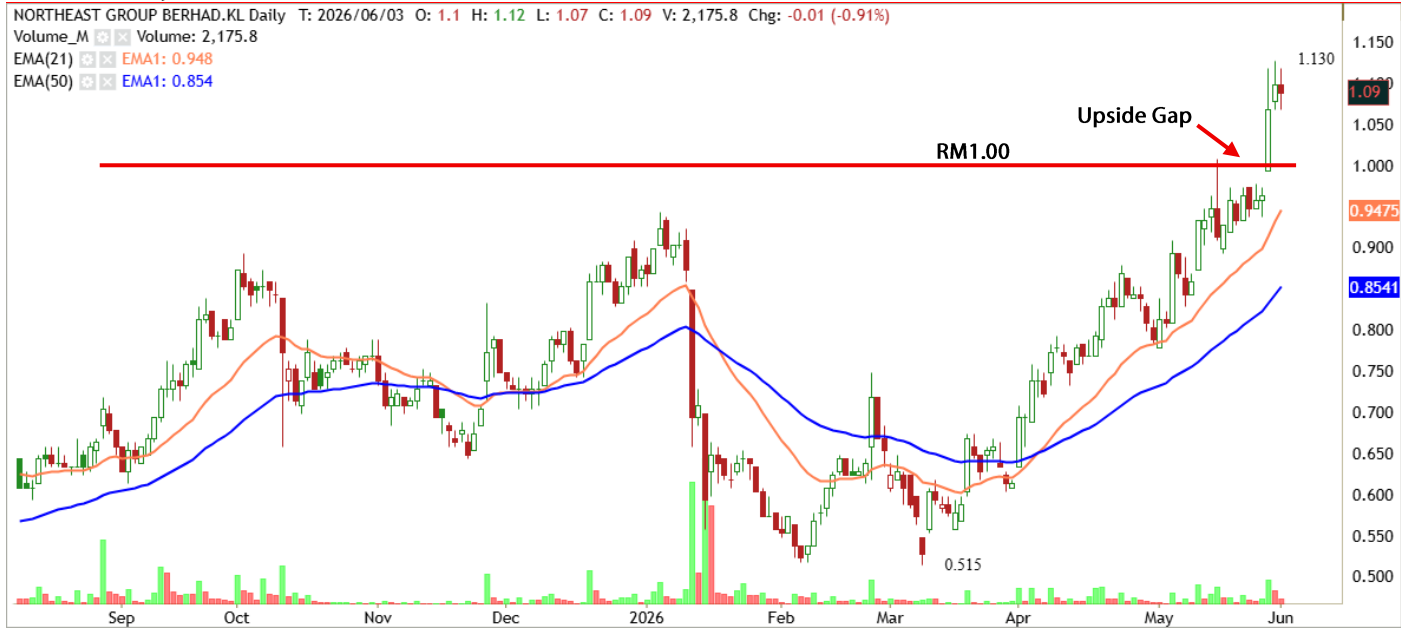 NORTHEAST GROUP BERHAD.KL Daily T: 2026/06/03 O: 1.1 H: 1.12 L: 1.07 C: 1.09 V: 2,175.8 Chg: -0.01 (-0.91%)
Volume_M Volume: 2,175.8
EMA(21) EMA1: 0.948
EMA(50) EMA1: 0.854
1.130
1.150
1.09
Upside Gap
1.050
RM1.00
1.000
0.9475
0.900
0.8541
0.800
0.750
0.700
0.650
0.600
0.550
0.515
0.500
Sep Oct Nov Dec 2026 Feb Mar Apr May Jun